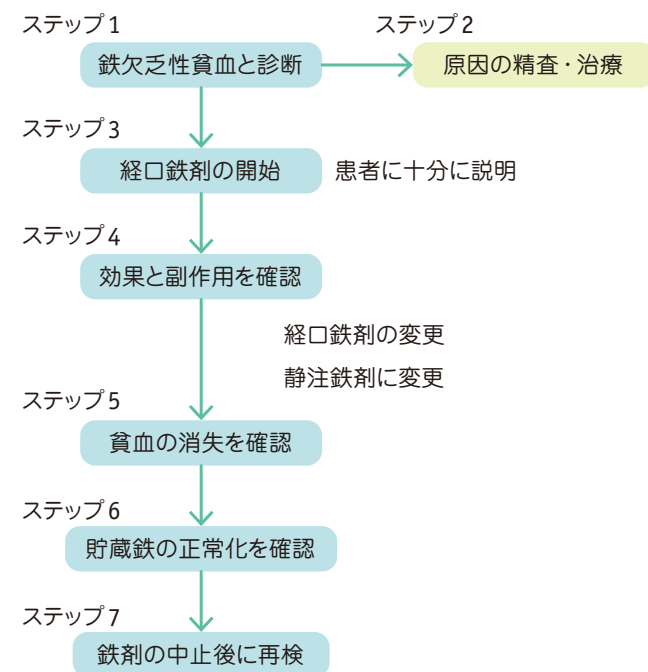 ステップ1
ステップ2
鉄欠乏性貧血と診断
原因の精査・治療
ステップ3
経口鉄剤の開始
患者に十分に説明
ステップ4
効果と副作用を確認
経口鉄剤の変更
静注鉄剤に変更
ステップ5
貧血の消失を確認
ステップ6
貯蔵鉄の正常化を確認
ステップ7
鉄剤の中止後に再検